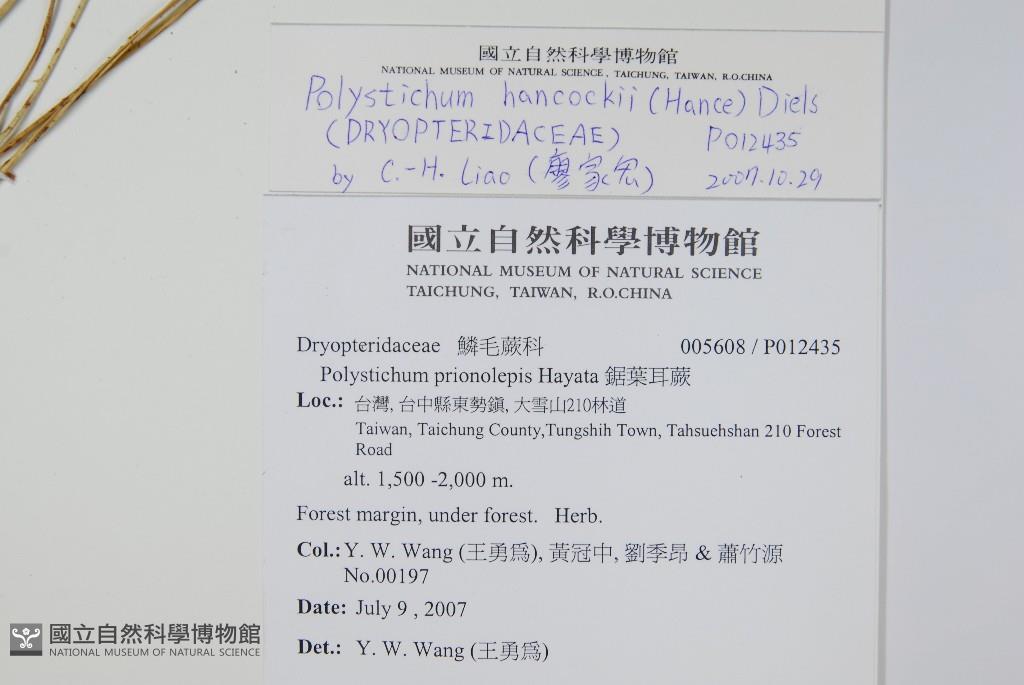 國立自然科學博物館
NATIONAL MUSEUM OF NATURAL SCIENCE, TAICHUNG, TAIWAN, R.O.CHINA
Polystichum hancockii (Hance) Diels
(DRYOPTERIDACEAE) P012435
by C.-H. Liao (廖家宏) 2007.10.29
國立自然科學博物館
NATIONAL MUSEUM OF NATURAL SCIENCE
TAICHUNG, TAIWAN, R.O.CHINA
Dryopteridaceae 鱗毛蕨科 005608 / P012435
Polystichum prionolepis Hayata 鋸葉耳蕨
Loc.: 台灣, 台中縣東勢鎮, 大雪山210林道
Taiwan, Taichung County,Tungshih Town, Tahsuehshan 210 Forest
Road
alt. 1,500 -2,000 m.
Forest margin, under forest. Herb.
Col.: Y. W. Wang (王勇為), 黃冠中, 劉季昂 & 蕭竹源
No.00197
Date: July 9 , 2007
Det.: Y. W. Wang (王勇為)
國立自然科學博物館
NATIONAL MUSEUM OF NATURAL SCIENCE